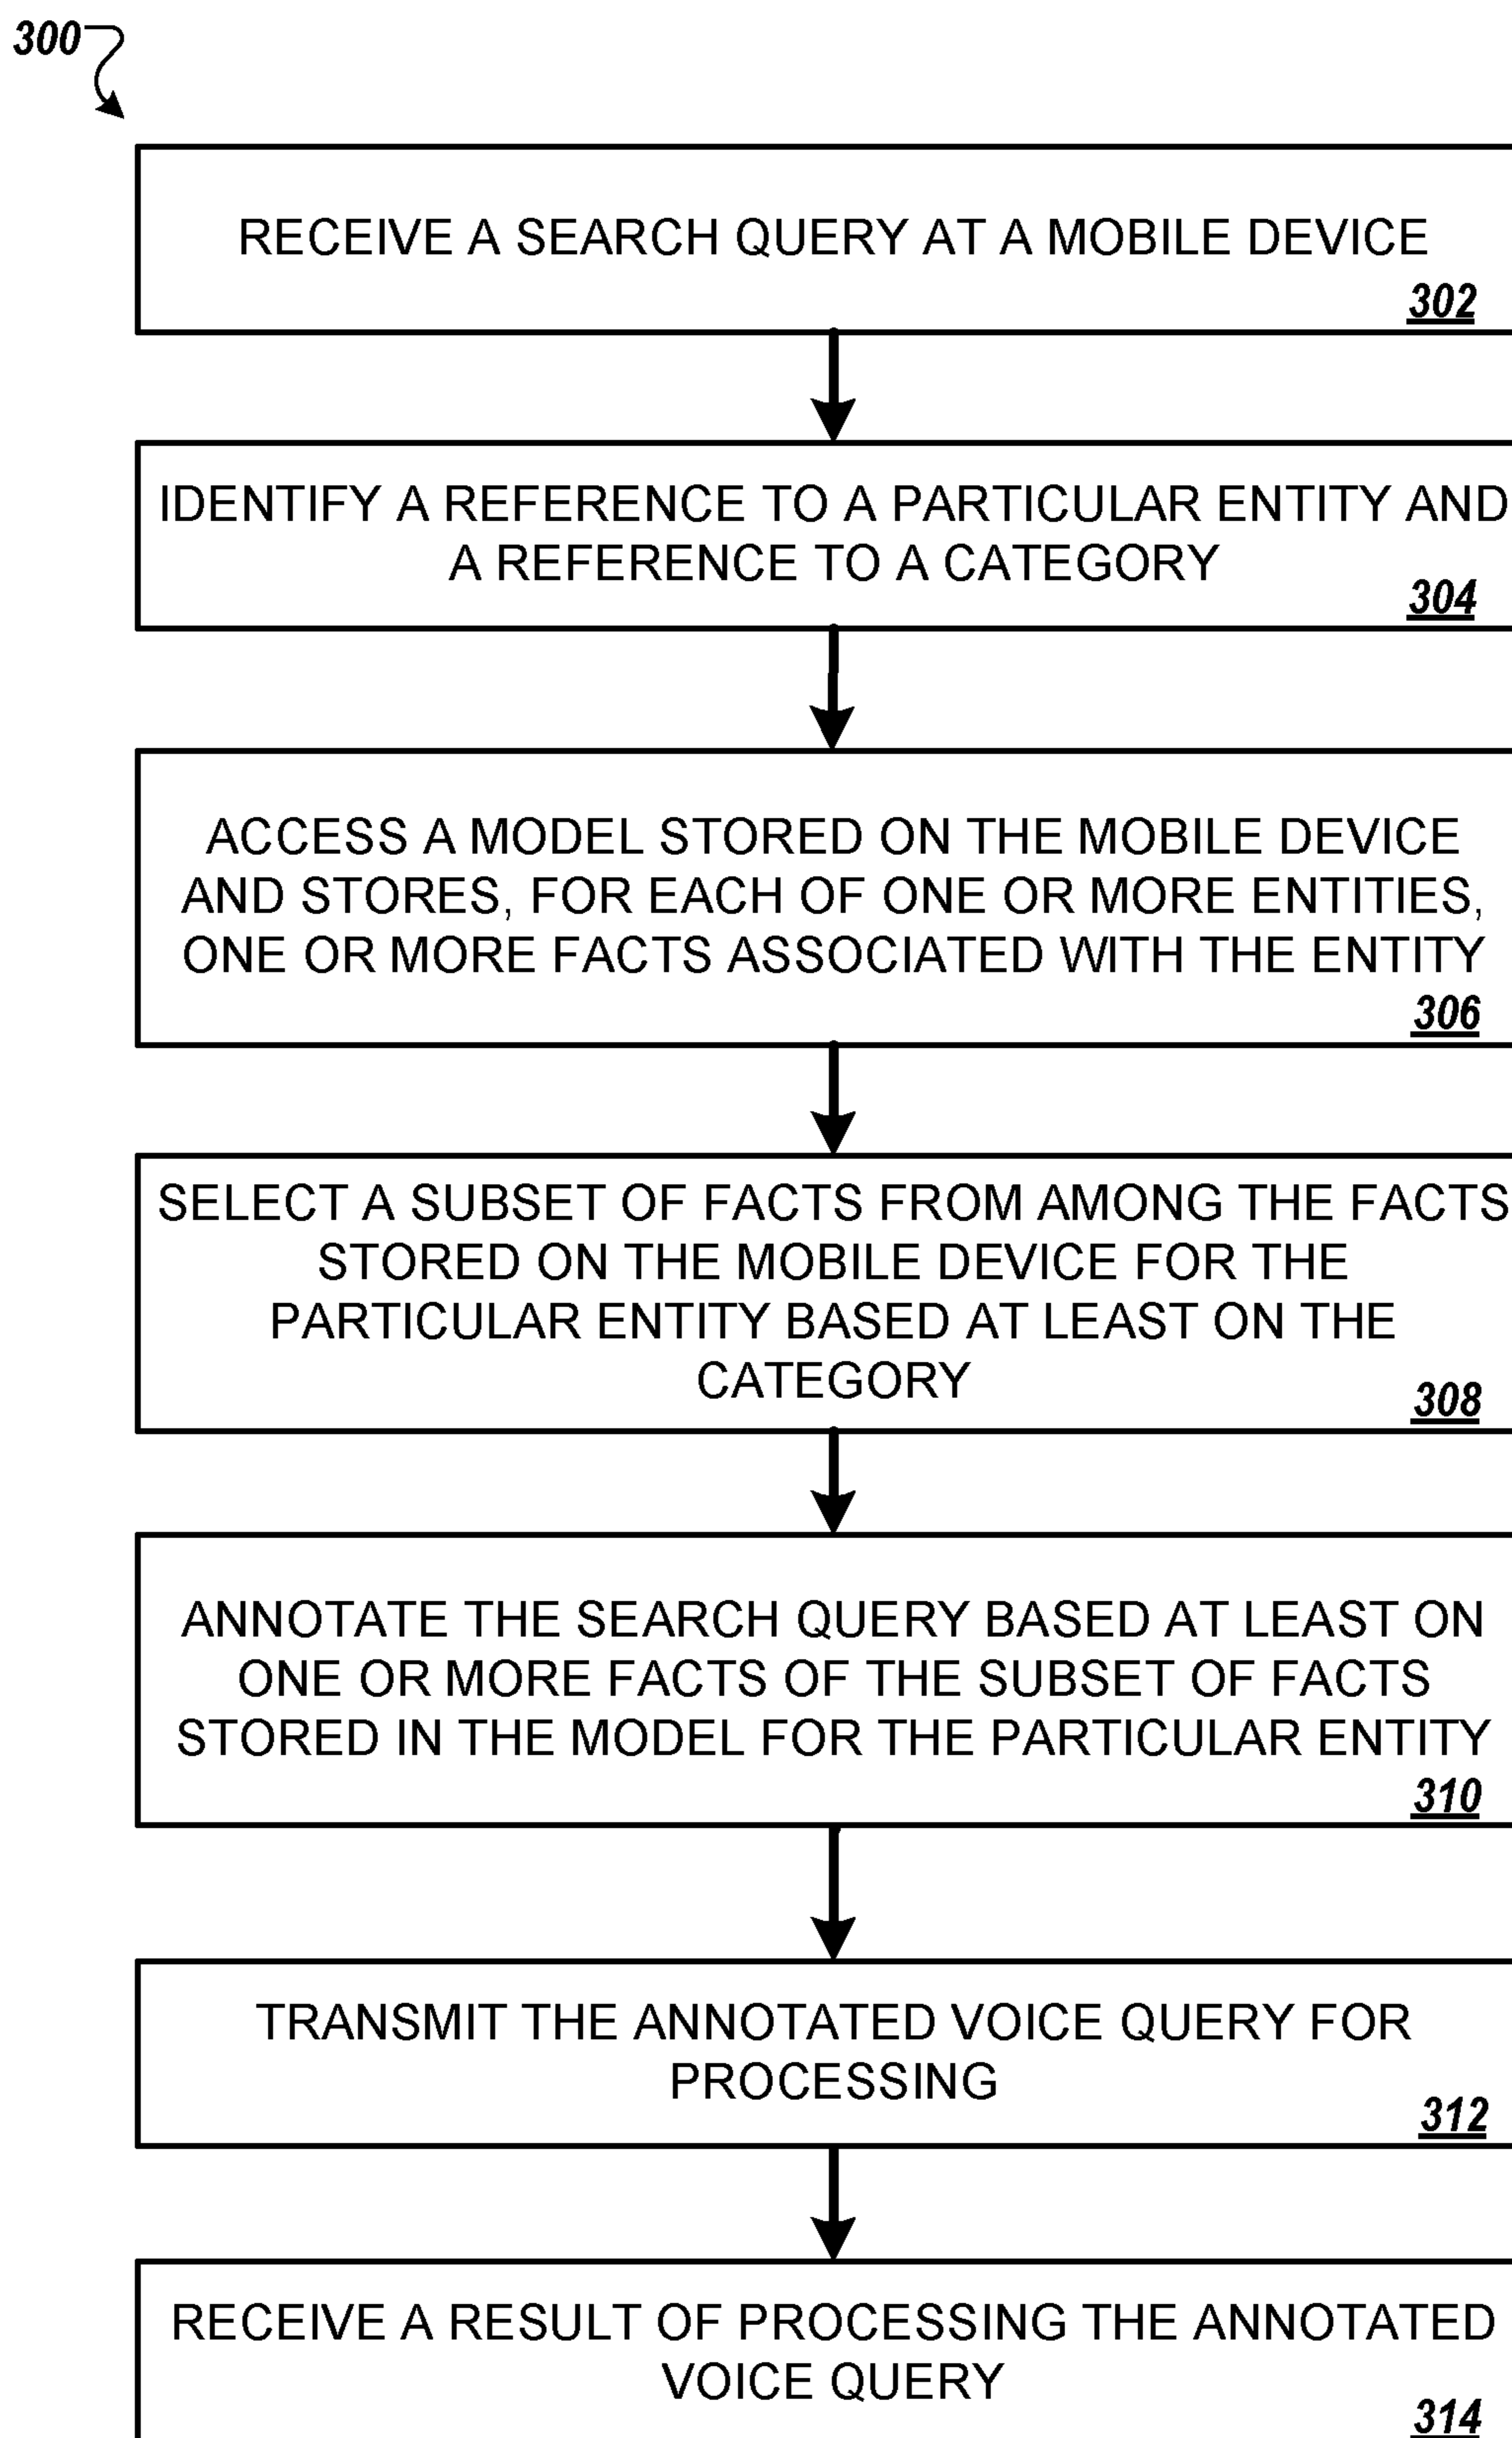 300
RECEIVE A SEARCH QUERY AT A MOBILE DEVICE
302
IDENTIFY A REFERENCE TO A PARTICULAR ENTITY AND
A REFERENCE TO A CATEGORY
304
ACCESS A MODEL STORED ON THE MOBILE DEVICE
AND STORES, FOR EACH OF ONE OR MORE ENTITIES,
ONE OR MORE FACTS ASSOCIATED WITH THE ENTITY
306
SELECT A SUBSET OF FACTS FROM AMONG THE FACTS
STORED ON THE MOBILE DEVICE FOR THE
PARTICULAR ENTITY BASED AT LEAST ON THE
CATEGORY
308
ANNOTATE THE SEARCH QUERY BASED AT LEAST ON
ONE OR MORE FACTS OF THE SUBSET OF FACTS
STORED IN THE MODEL FOR THE PARTICULAR ENTITY
310
TRANSMIT THE ANNOTATED VOICE QUERY FOR
PROCESSING
312
RECEIVE A RESULT OF PROCESSING THE ANNOTATED
VOICE QUERY
314